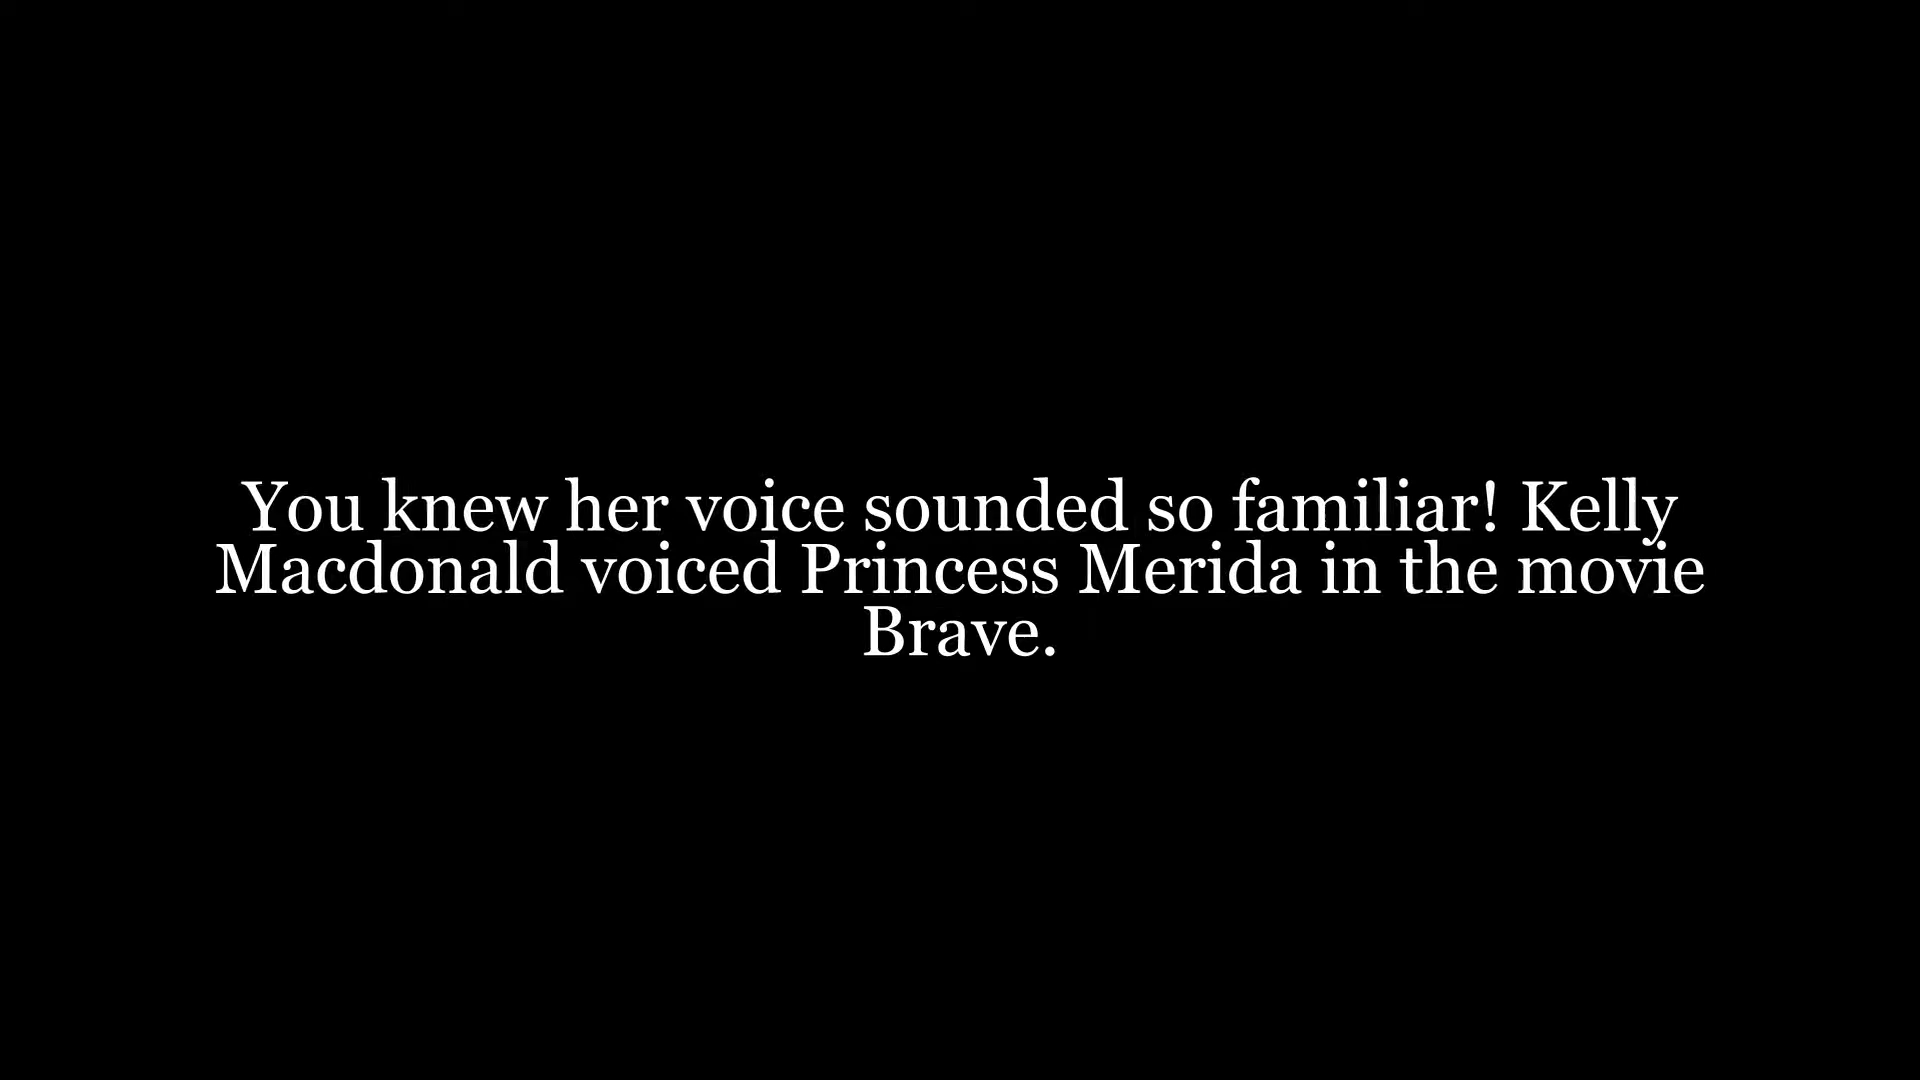 You knew her voice sounded so familiar! Kelly
Macdonald voiced Princess Merida in the movie
Brave.